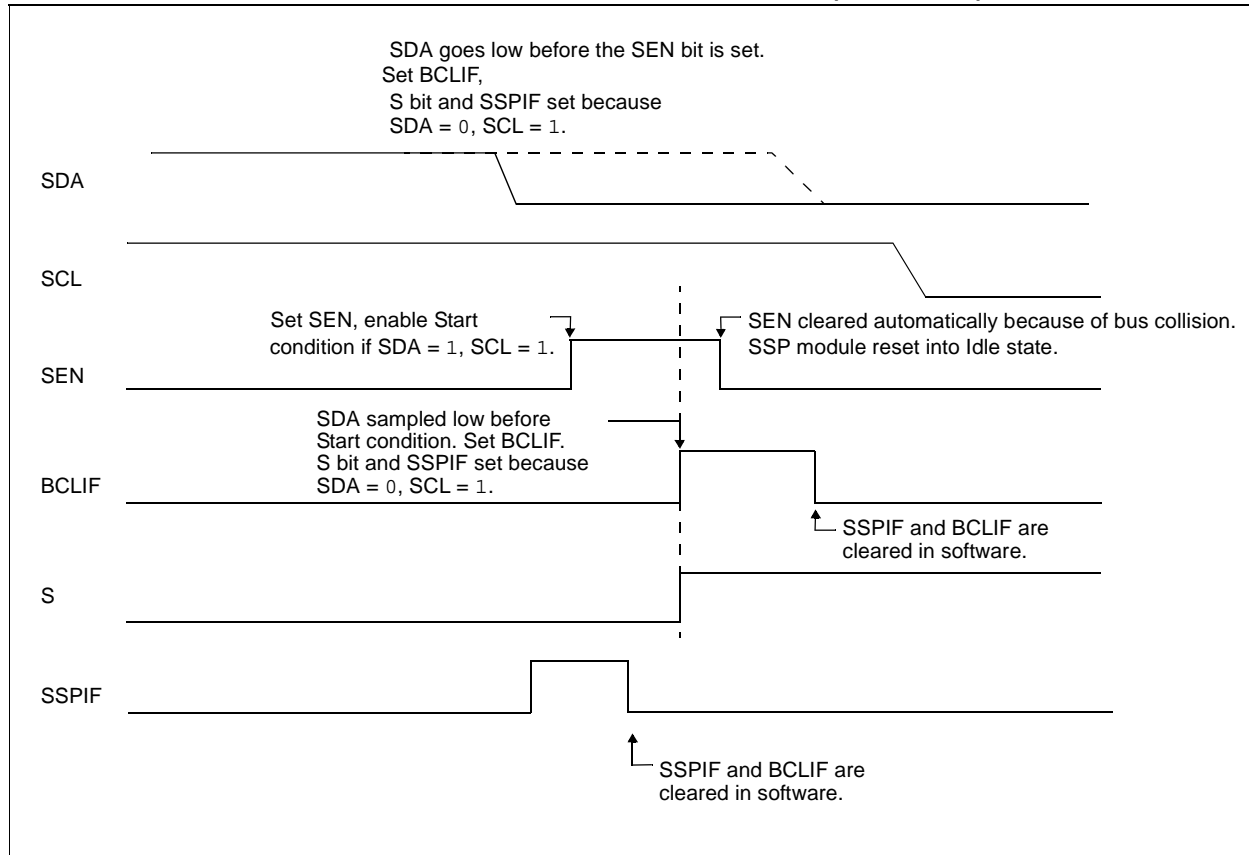 SDA goes low before the SEN bit is set.
Set BCLIF,
S bit and SSPIF set because
SDA = 0, SCL = 1.
SDA
SCL
Set SEN, enable Start
condition if SDA = 1, SCL = 1.
SEN cleared automatically because of bus collision.
SSP module reset into Idle state.
SEN
SDA sampled low before
Start condition. Set BCLIF.
S bit and SSPIF set because
SDA = 0, SCL = 1.
BCLIF
SSPIF and BCLIF are
cleared in software.
S
SSPIF
SSPIF and BCLIF are
cleared in software.